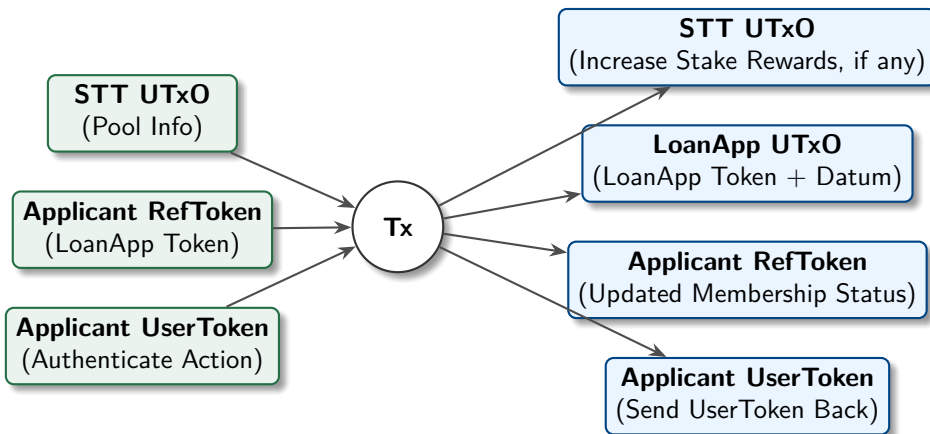 STT UTxO
(Pool Info)
Applicant RefToken
(LoanApp Token)
Applicant UserToken
(Authenticate Action)
Tx
STT UTxO
(Increase Stake Rewards, if any)
LoanApp UTxO
(LoanApp Token + Datum)
Applicant RefToken
(Updated Membership Status)
Applicant UserToken
(Send UserToken Back)